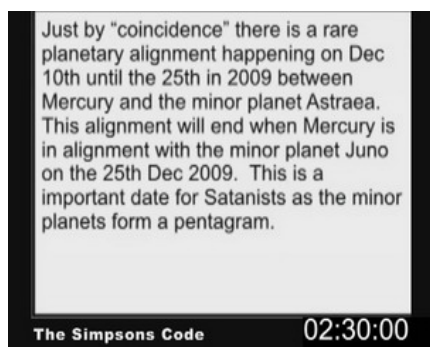 Just by “coincidence” there is a rare
planetary alignment happening on Dec
10th until the 25th in 2009 between
Mercury and the minor planet Astraea.
This alignment will end when Mercury is
in alignment with the minor planet Juno
on the 25th Dec 2009.  This is a
important date for Satanists as the minor
planets form a pentagram.
The Simpsons Code
02:30:00